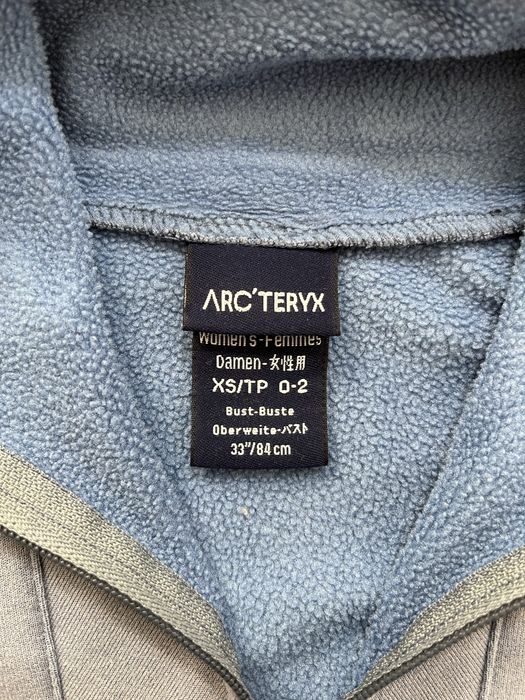 ARC'TERYX
Women's-Femmes
Damen-女性用
XS/TP 0-2
Bust-Buste
Oberweite-バスト
33"/84cm